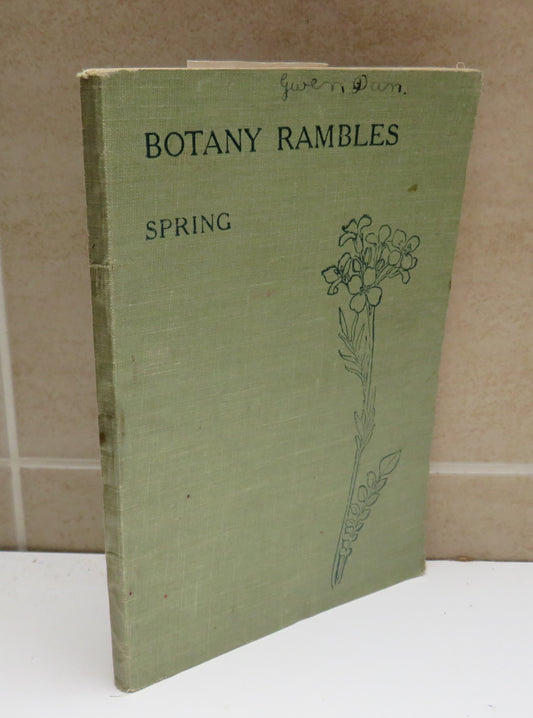 Gwen Dan.
BOTANY RAMBLES
SPRING